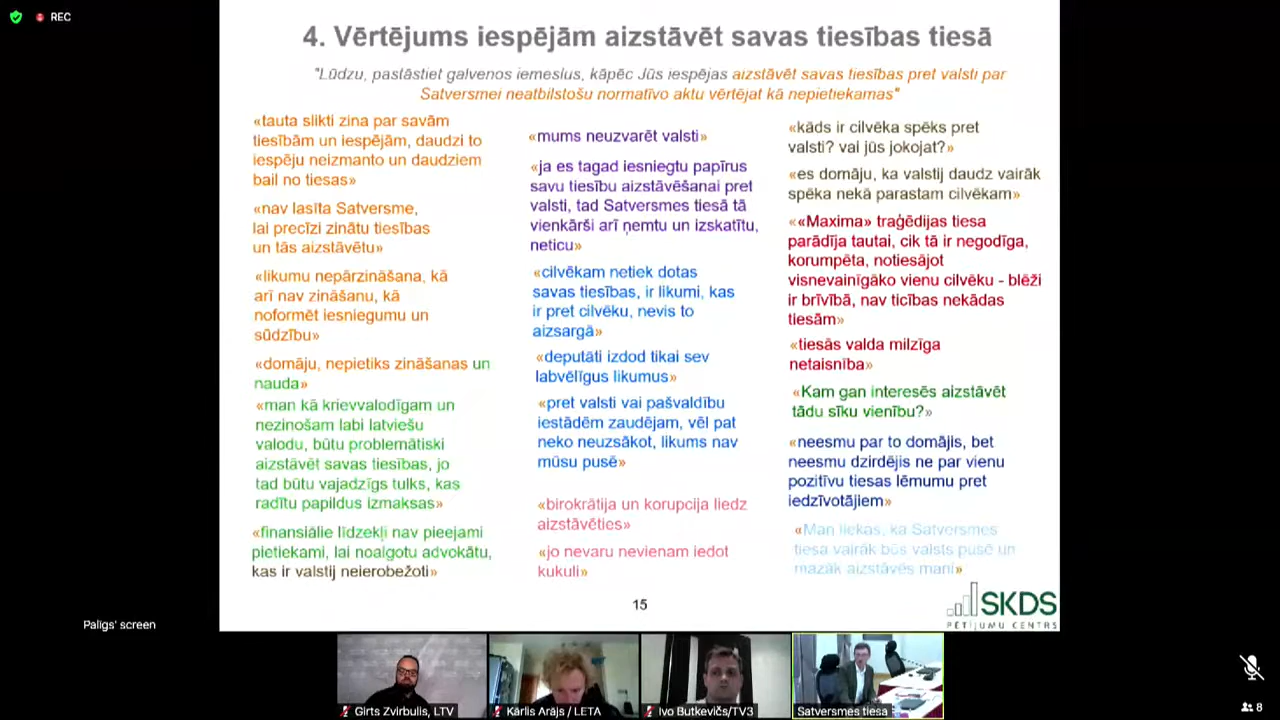 REC
4. Vērtējums iespējām aizstāvēt savas tiesības tiesā
"Lūdzu, pastāstiet galvenos iemeslus, kāpēc Jūs iespējas aizstāvēt savas tiesības pret valsti par
Satversmei neatbilstošu normatīvo aktu vērtējat kā nepietiekamas"
«tauta slikti zina par savām
tiesībām un iespējām, daudzi to
iespēju neizmanto un daudziem
bail no tiesas»
«nav lasīta Satversme,
lai precīzi zinātu tiesības
un tās aizstāvētu»
«likumu nepārzināšana, kā
arī nav zināšanu, kā
noformēt iesniegumu un
sūdzību»
«domāju, nepietiks zināšanas un
nauda»
«man kā krievvalodīgam un
nezinošam labi latviešu
valodu, būtu problemātiski
aizstāvēt savas tiesības, jo
tad būtu vajadzīgs tulks, kas
radītu papildus izmaksas»
«finansiālie līdzekļi nav pieejami
pietiekami, lai noalgotu advokātu,
kas ir valstij neierobežoti»
«mums neuzvarēt valsti»
«ja es tagad iesniegtu papīrus
savu tiesību aizstāvēšanai pret
valsti, tad Satversmes tiesā tā
vienkārši arī ņemtu un izskatītu,
neticu»
«cilvēkam netiek dotas
savas tiesības, ir likumi, kas
ir pret cilvēku, nevis to
aizsargā»
«deputāti izdod tikai sev
labvēlīgus likumus»
«pret valsti vai pašvaldību
iestādēm zaudējam, vēl pat
neko neuzsākot, likums nav
mūsu pusē»
«birokrātija un korupcija liedz
aizstāvēties»
«jo nevaru nevienam iedot
kukuli»
«kāds ir cilvēka spēks pret
valsti? vai jūs jokojat?»
«es domāju, ka valstij daudz vairāk
spēka nekā parastam cilvēkam»
««Maxima» traģēdijas tiesa
parādīja tautai, cik tā ir negodīga,
korumpēta, notiesājot
visnevainīgāko vienu cilvēku - blēži
ir brīvībā, nav ticības nekādas
tiesām»
«tiesās valda milzīga
netaisnība»
«Kam gan interesēs aizstāvēt
tādu sīku vienību?»
«neesmu par to domājis, bet
neesmu dzirdējis ne par vienu
pozitīvu tiesas lēmumu pret
iedzīvotājiem»
«Man liekas, ka Satversmes
tiesa vairāk būs valsts pusē un
mazāk aizstāvēs mani»
15
SKDS
PĒTĪJUMU CENTRS
Palīgs' screen
Girts Zvirbulis, LTV
Kārlis Arājs / LETA
Ivo Butkevičs/TV3
Satversmes tiesa
8